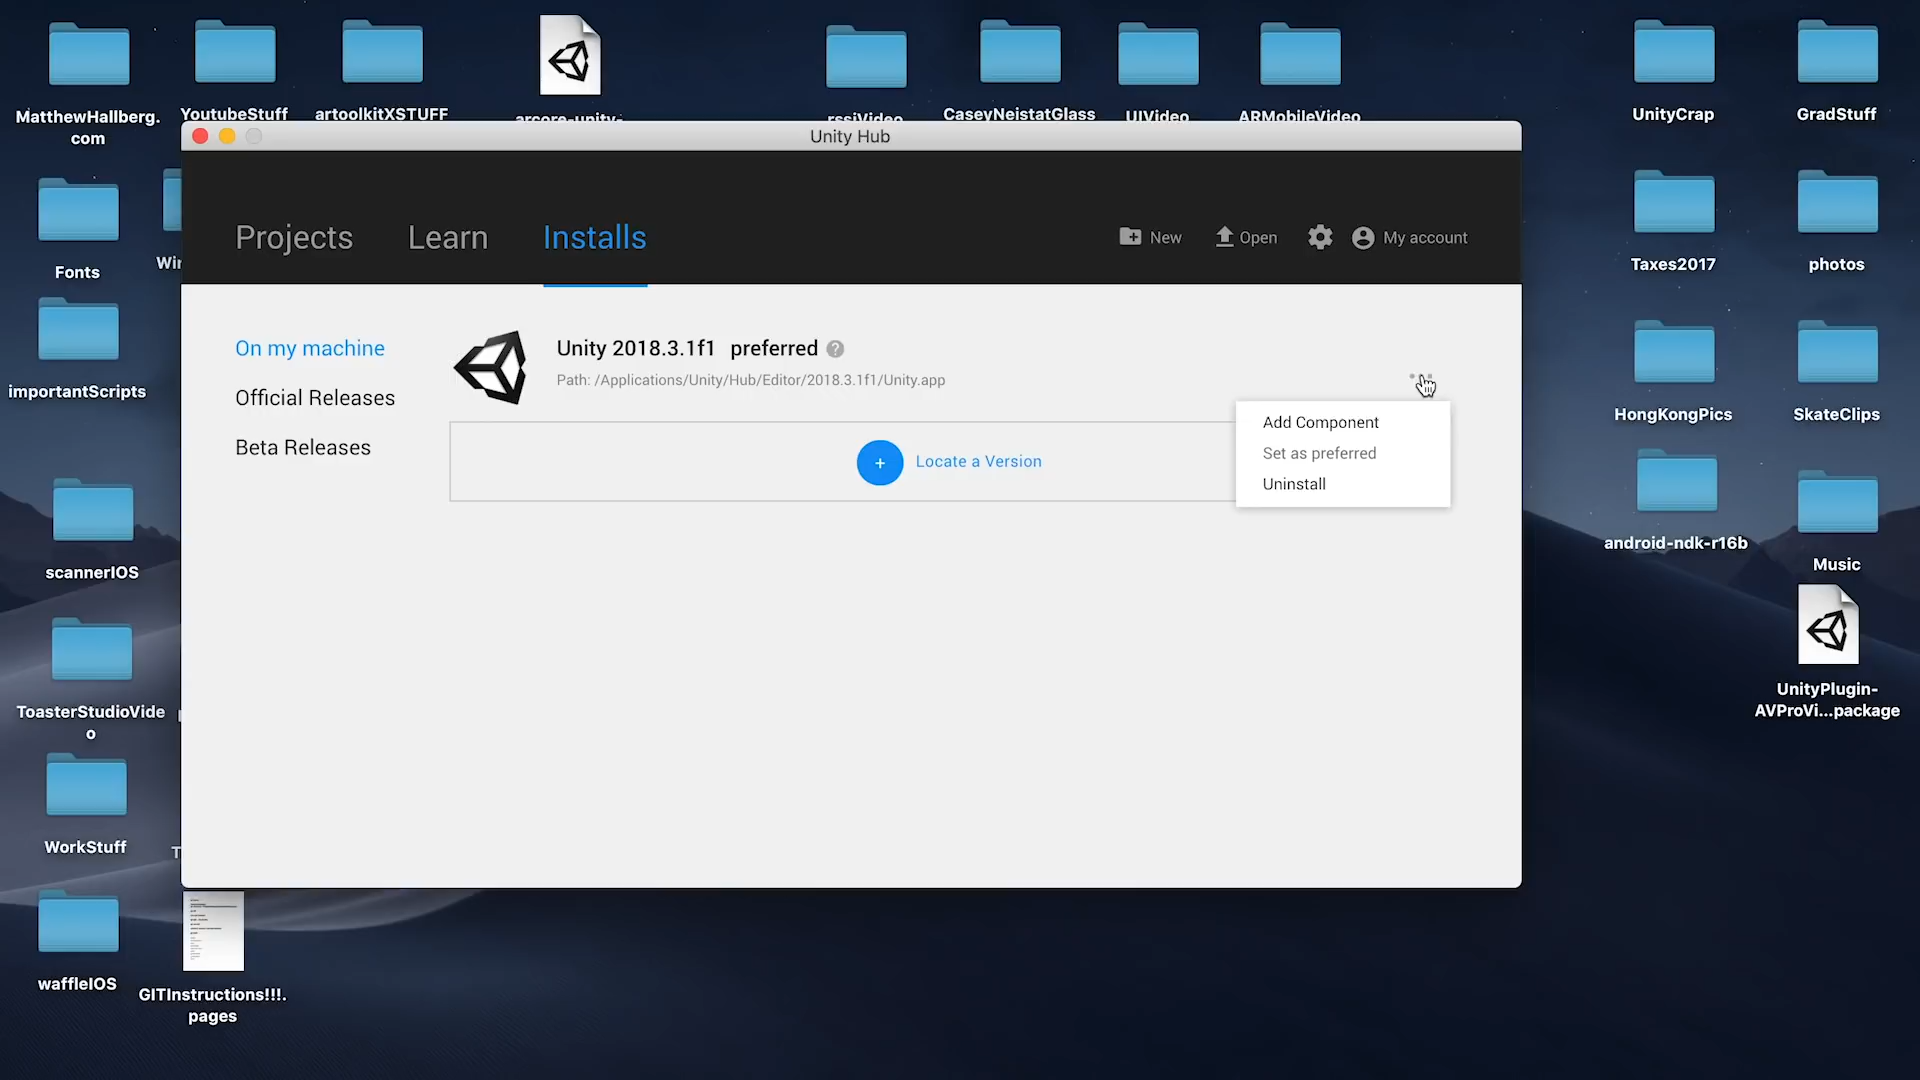 MatthewHallberg.
com
YoutubeStuff
artoolkitXSTUFF
arcore-unity-
rssiVideo
CaseyNeistatGlass
UIVideo
ARMobileVideo
UnityCrap
GradStuff
Unity Hub
Fonts
Projects
Learn
Installs
New
Open
My account
Taxes2017
photos
importantScripts
On my machine
Official Releases
Beta Releases
Unity 2018.3.1f1 preferred
?
Path: /Applications/Unity/Hub/Editor/2018.3.1f1/Unity.app
+
Locate a Version
Add Component
Set as preferred
Uninstall
HongKongPics
SkateClips
scannerIOS
android-ndk-r16b
Music
ToasterStudioVide
o
UnityPlugin-
AVProVi...package
WorkStuff
waffleIOS
GITInstructions!!!.
pages